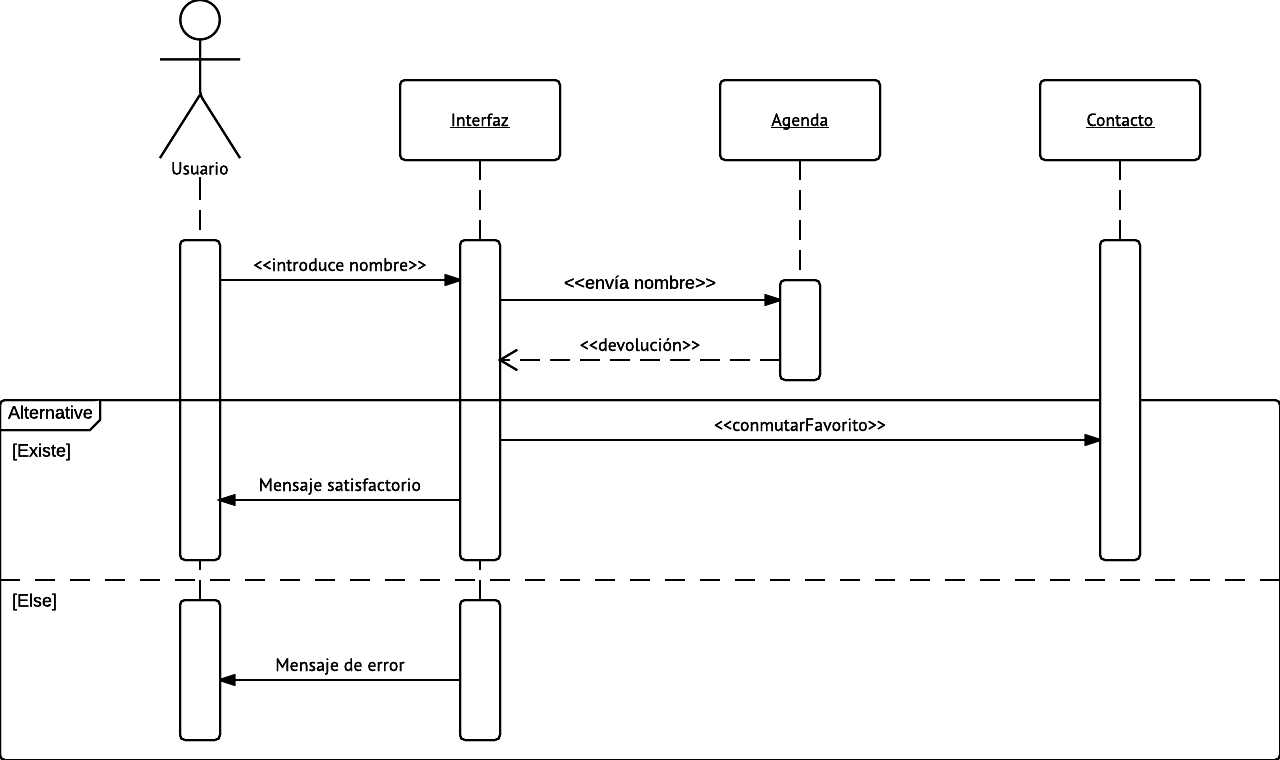 Usuario
Interfaz
Agenda
Contacto
<<introduce nombre>>
<<envía nombre>>
<<devolución>>
Alternative
<<conmutarFavorito>>
[Existe]
Mensaje satisfactorio
[Else]
Mensaje de error